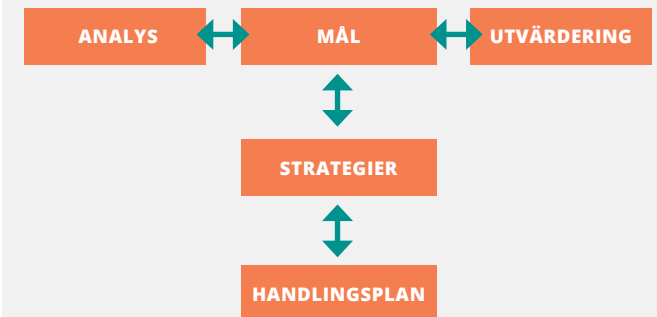 ANALYS
MÅL
UTVÄRDERING
STRATEGIER
HANDLINGSPLAN